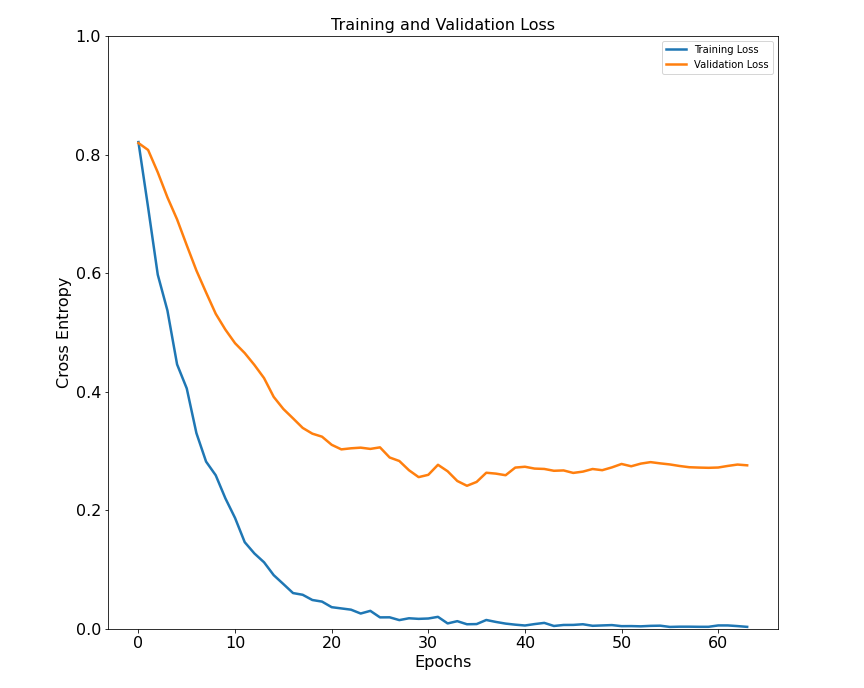 Training and Validation Loss
Training Loss
Validation Loss
Cross Entropy
1.0
0.8
0.6
0.4
0.2
0.0
0 10 20 30 40 50 60
Epochs